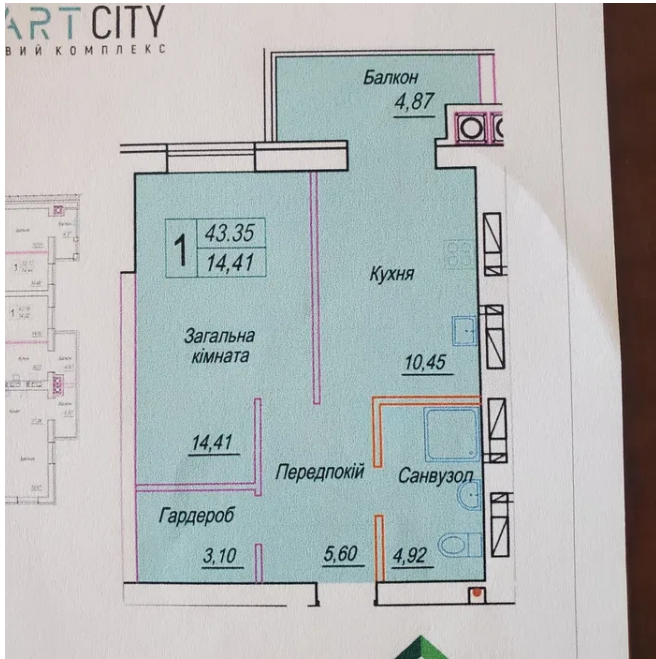 ART CITY
ВИЙ КОМПЛЕКС
Балкон
4,87
1
43.35
14,41
Кухня
Загальна
кімната
10,45
14,41
Передпокій
Санвузол
Гардероб
3,10
5,60
4,92